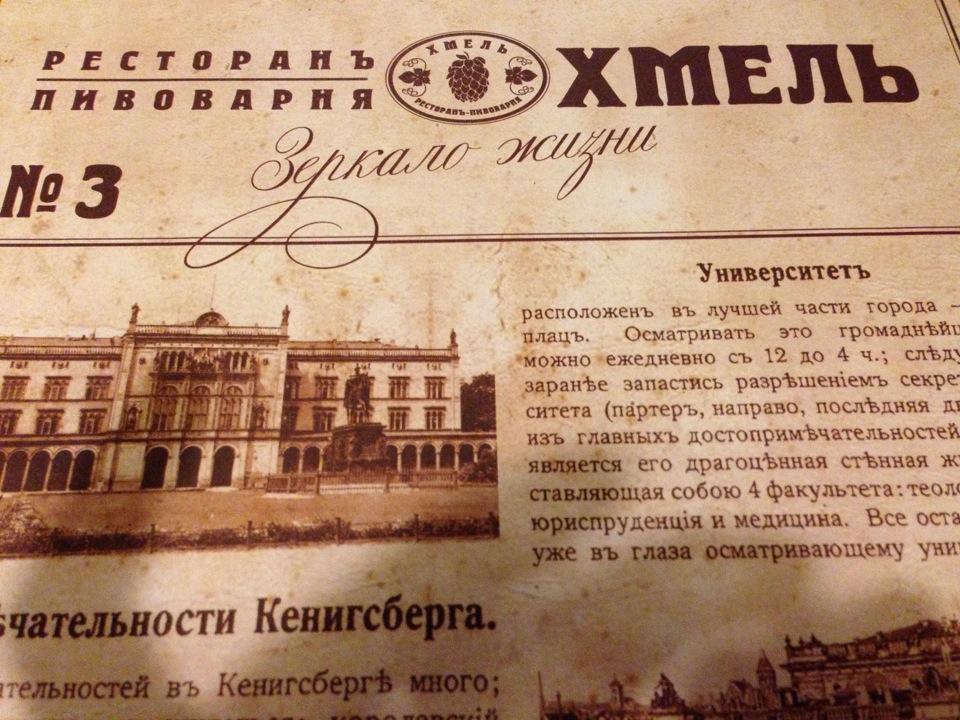 РЕСТОРАНЪ
ПИВОВАРНЯ
ХМЕЛЬ
РЕСТОРАНЪ-ПИВОВАРНЯ
ХМЕЛЬ
Зеркало жизни
№ 3
Университетъ
расположенъ въ лучшей части города –
плацъ. Осматривать это громаднѣйш
можно ежедневно съ 12 до 4 ч.; слѣду
заранѣе запастись разрѣшеніемъ секрет
ситета (партеръ, направо, послѣдняя д
изъ главныхъ достопримѣчательностей
является его драгоцѣнная стѣнная ж
ставляющая собою 4 факультета: теоло
юриспруденція и медицина. Все оста
уже въ глаза осматривающему уни
ѣчательности Кенигсберга.
ательностей въ Кенигсбергѣ много;
королевскій